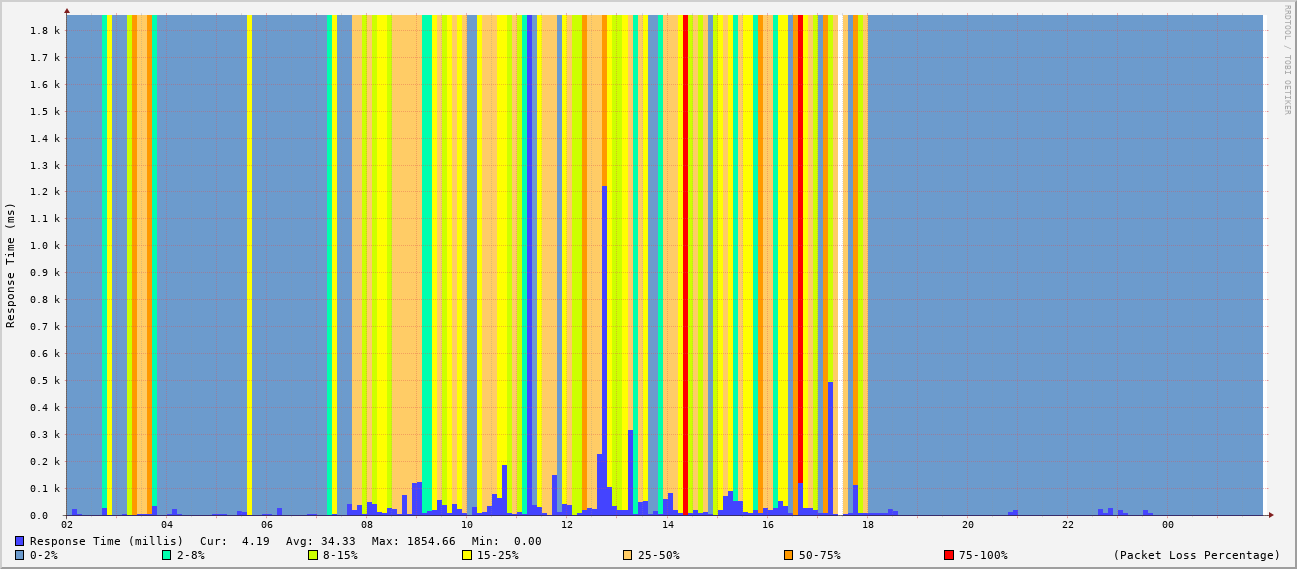 RRDTOOL / TOBI OETIKER
Response Time (ms)
1.8 k
1.7 k
1.6 k
1.5 k
1.4 k
1.3 k
1.2 k
1.1 k
1.0 k
0.9 k
0.8 k
0.7 k
0.6 k
0.5 k
0.4 k
0.3 k
0.2 k
0.1 k
0.0
02 04 06 08 10 12 14 16 18 20 22 00
Response Time (millis) Cur: 4.19 Avg: 34.33 Max: 1854.66 Min: 0.00
0-2% 2-8% 8-15% 15-25% 25-50% 50-75% 75-100% (Packet Loss Percentage)